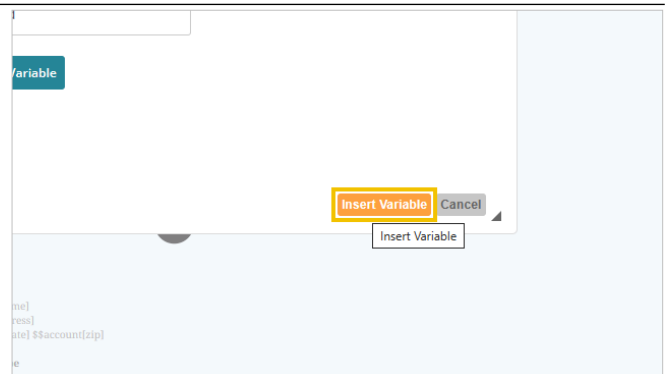 Variable
Insert Variable Cancel
Insert Variable
me]
ress]
ate] $$account[zip]